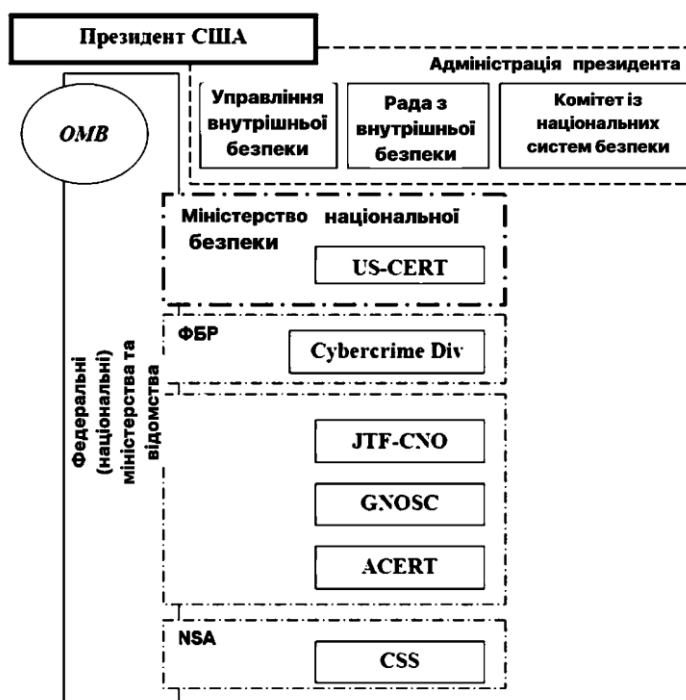 Президент США
Адміністрація президента
Управління
внутрішньої
безпеки
Рада з
внутрішньої
безпеки
Комітет із
національних
систем безпеки
ОМВ
Міністерство національної
безпеки
US-CERT
ФБР
Cybercrime Div
Федеральні
(національні)
міністерства та
відомства
JTF-CNO
GNOSC
ACERT
NSA
CSS